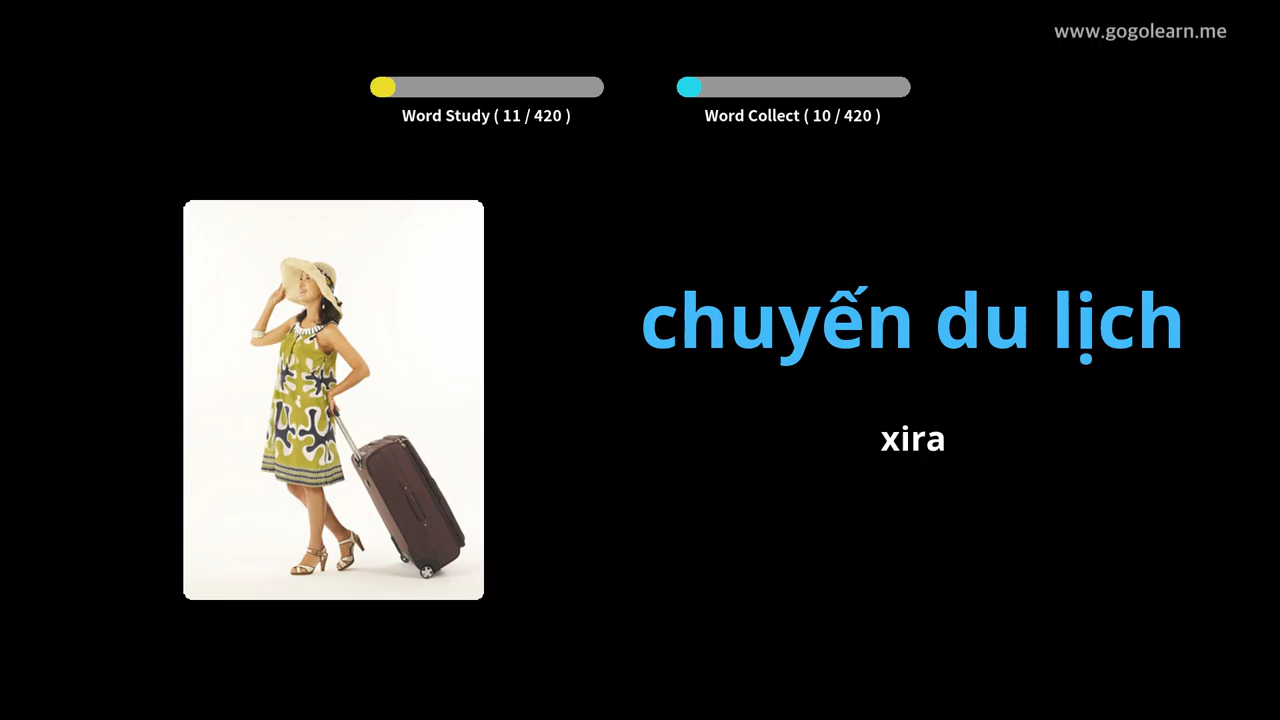 www.gogolearn.me
Word Study ( 11 / 420 )
Word Collect ( 10 / 420 )
chuyến du lịch
xira